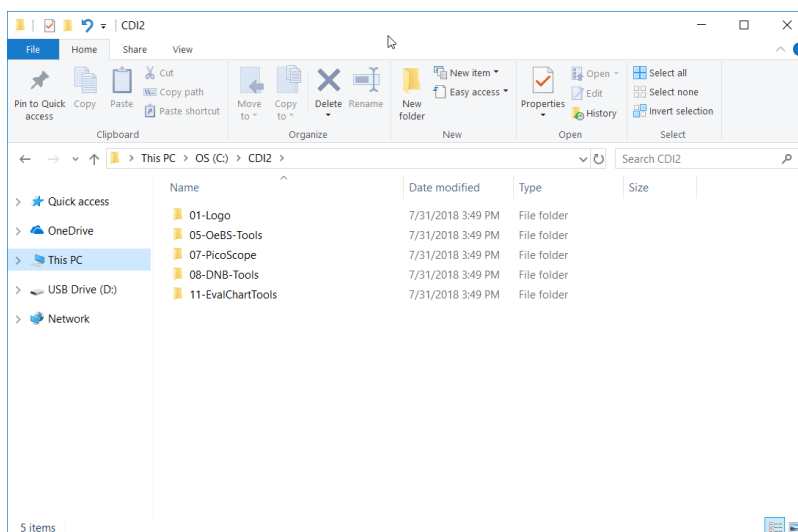 CDI2
File Home Share View
Pin to Quick access
Copy
Paste
Cut
Copy path
Paste shortcut
Clipboard
Move to
Copy to
Delete
Rename
Organize
New folder
New item
Easy access
New
Properties
Open
Edit
History
Open
Select all
Select none
Invert selection
Select
This PC > OS (C:) > CDI2 >
Search CDI2
Quick access
OneDrive
This PC
USB Drive (D:)
Network
Name Date modified Type Size
01-Logo 7/31/2018 3:49 PM File folder
05-OeBS-Tools 7/31/2018 3:49 PM File folder
07-PicoScope 7/31/2018 3:49 PM File folder
08-DNB-Tools 7/31/2018 3:49 PM File folder
11-EvalChartTools 7/31/2018 3:49 PM File folder
5 items